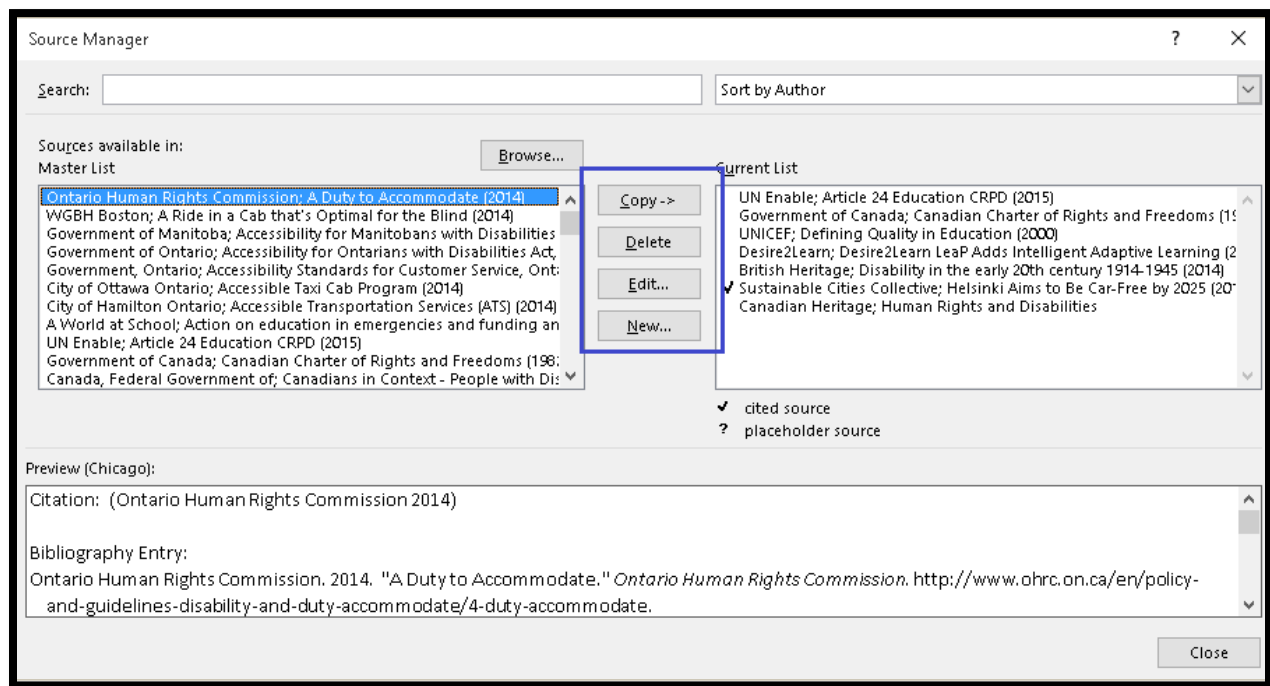 Source Manager
?
Search:
Sort by Author
Sources available in:
Master List
Browse...
Current List
Ontario Human Rights Commission; A Duty to Accommodate (2014)
WGBH Boston; A Ride in a Cab that's Optimal for the Blind (2014)
Government of Manitoba; Accessibility for Manitobans with Disabilities
Government of Ontario; Accessibility for Ontarians with Disabilities Act,
Government, Ontario; Accessibility Standards for Customer Service, Ont
City of Ottawa Ontario; Accessible Taxi Cab Program (2014)
City of Hamilton Ontario; Accessible Transportation Services (ATS) (2014)
A World at School; Action on education in emergencies and funding an
UN Enable; Article 24 Education CRPD (2015)
Government of Canada; Canadian Charter of Rights and Freedoms (198
Canada, Federal Government of; Canadians in Context - People with Dis
Copy ->
Delete
Edit...
New...
UN Enable; Article 24 Education CRPD (2015)
Government of Canada; Canadian Charter of Rights and Freedoms (19
UNICEF; Defining Quality in Education (2000)
Desire2Learn; Desire2Learn LeaP Adds Intelligent Adaptive Learning (2
British Heritage; Disability in the early 20th century 1914-1945 (2014)
✓ Sustainable Cities Collective; Helsinki Aims to Be Car-Free by 2025 (20
Canadian Heritage; Human Rights and Disabilities
✓ cited source
? placeholder source
Preview (Chicago):
Citation: (Ontario Human Rights Commission 2014)
Bibliography Entry:
Ontario Human Rights Commission. 2014. "A Duty to Accommodate." Ontario Human Rights Commission. http://www.ohrc.on.ca/en/policy-
and-guidelines-disability-and-duty-accommodate/4-duty-accommodate.
Close